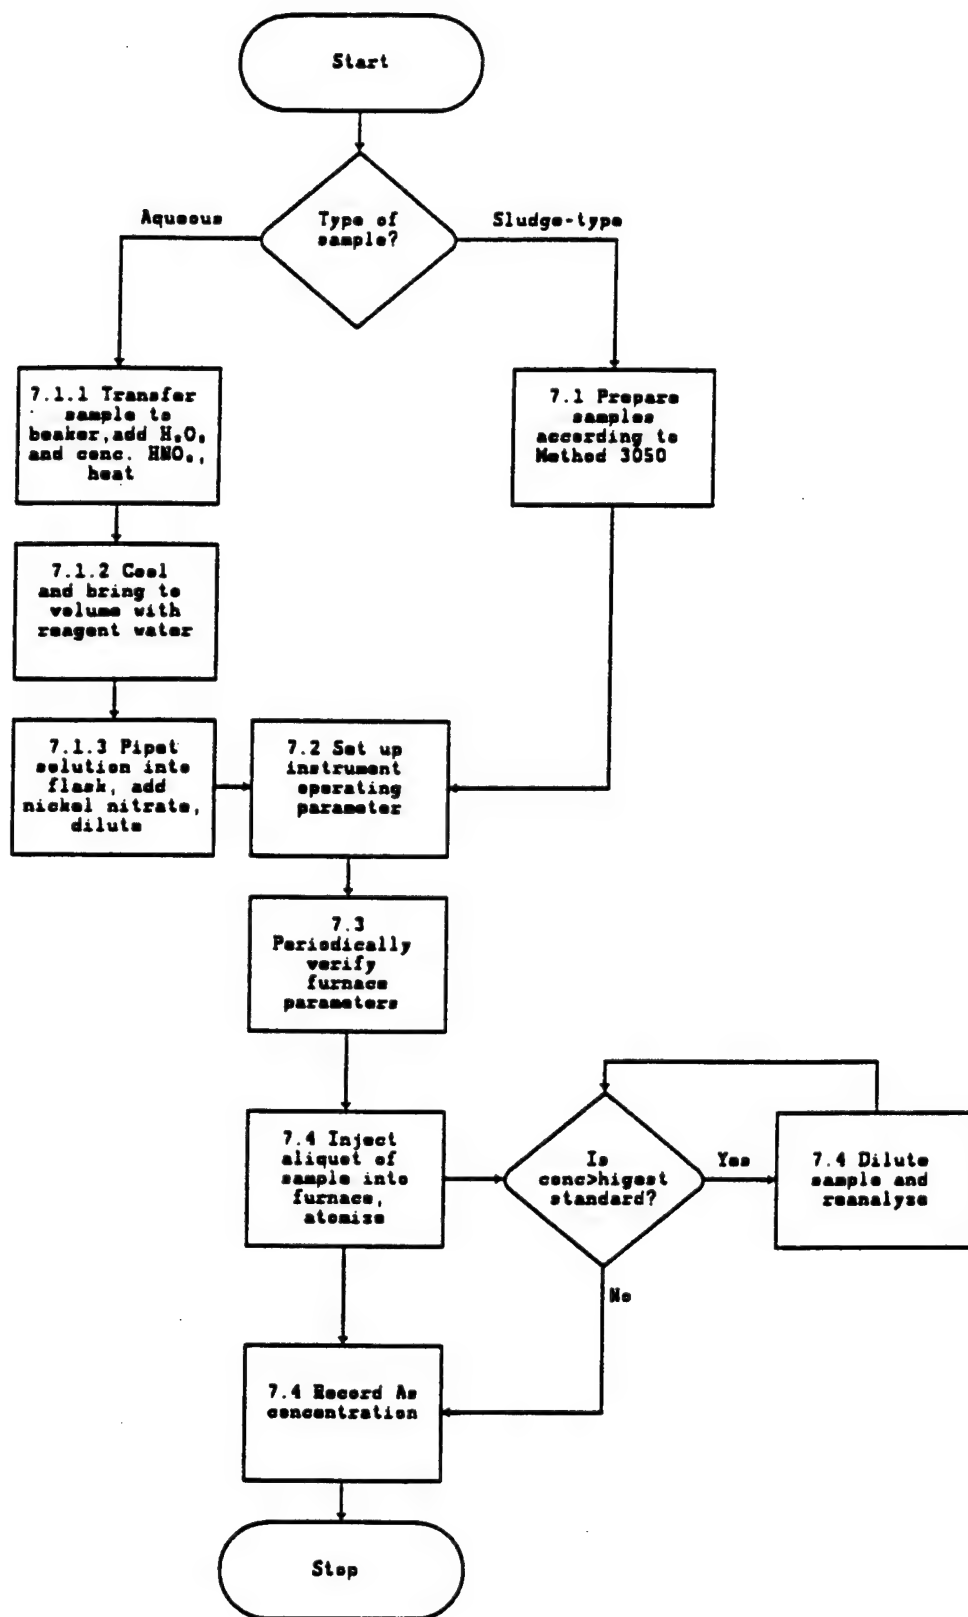 Start
Type of
sample?
Aqueous
Sludge-type
7.1.1 Transfer
sample to
beaker,add H₂O₂
and conc. HNO₃,
heat
7.1 Prepare
samples
according to
Method 3050
7.1.2 Cool
and bring to
volume with
reagent water
7.1.3 Pipet
solution into
flask, add
nickel nitrate,
dilute
7.2 Set up
instrument
operating
parameter
7.3
Periodically
verify
furnace
parameters
7.4 Inject
aliquet of
sample into
furnace,
atomize
Is
conc>higest
standard?
Yes
7.4 Dilute
sample and
reanalyze
No
7.4 Record As
concentration
Stop